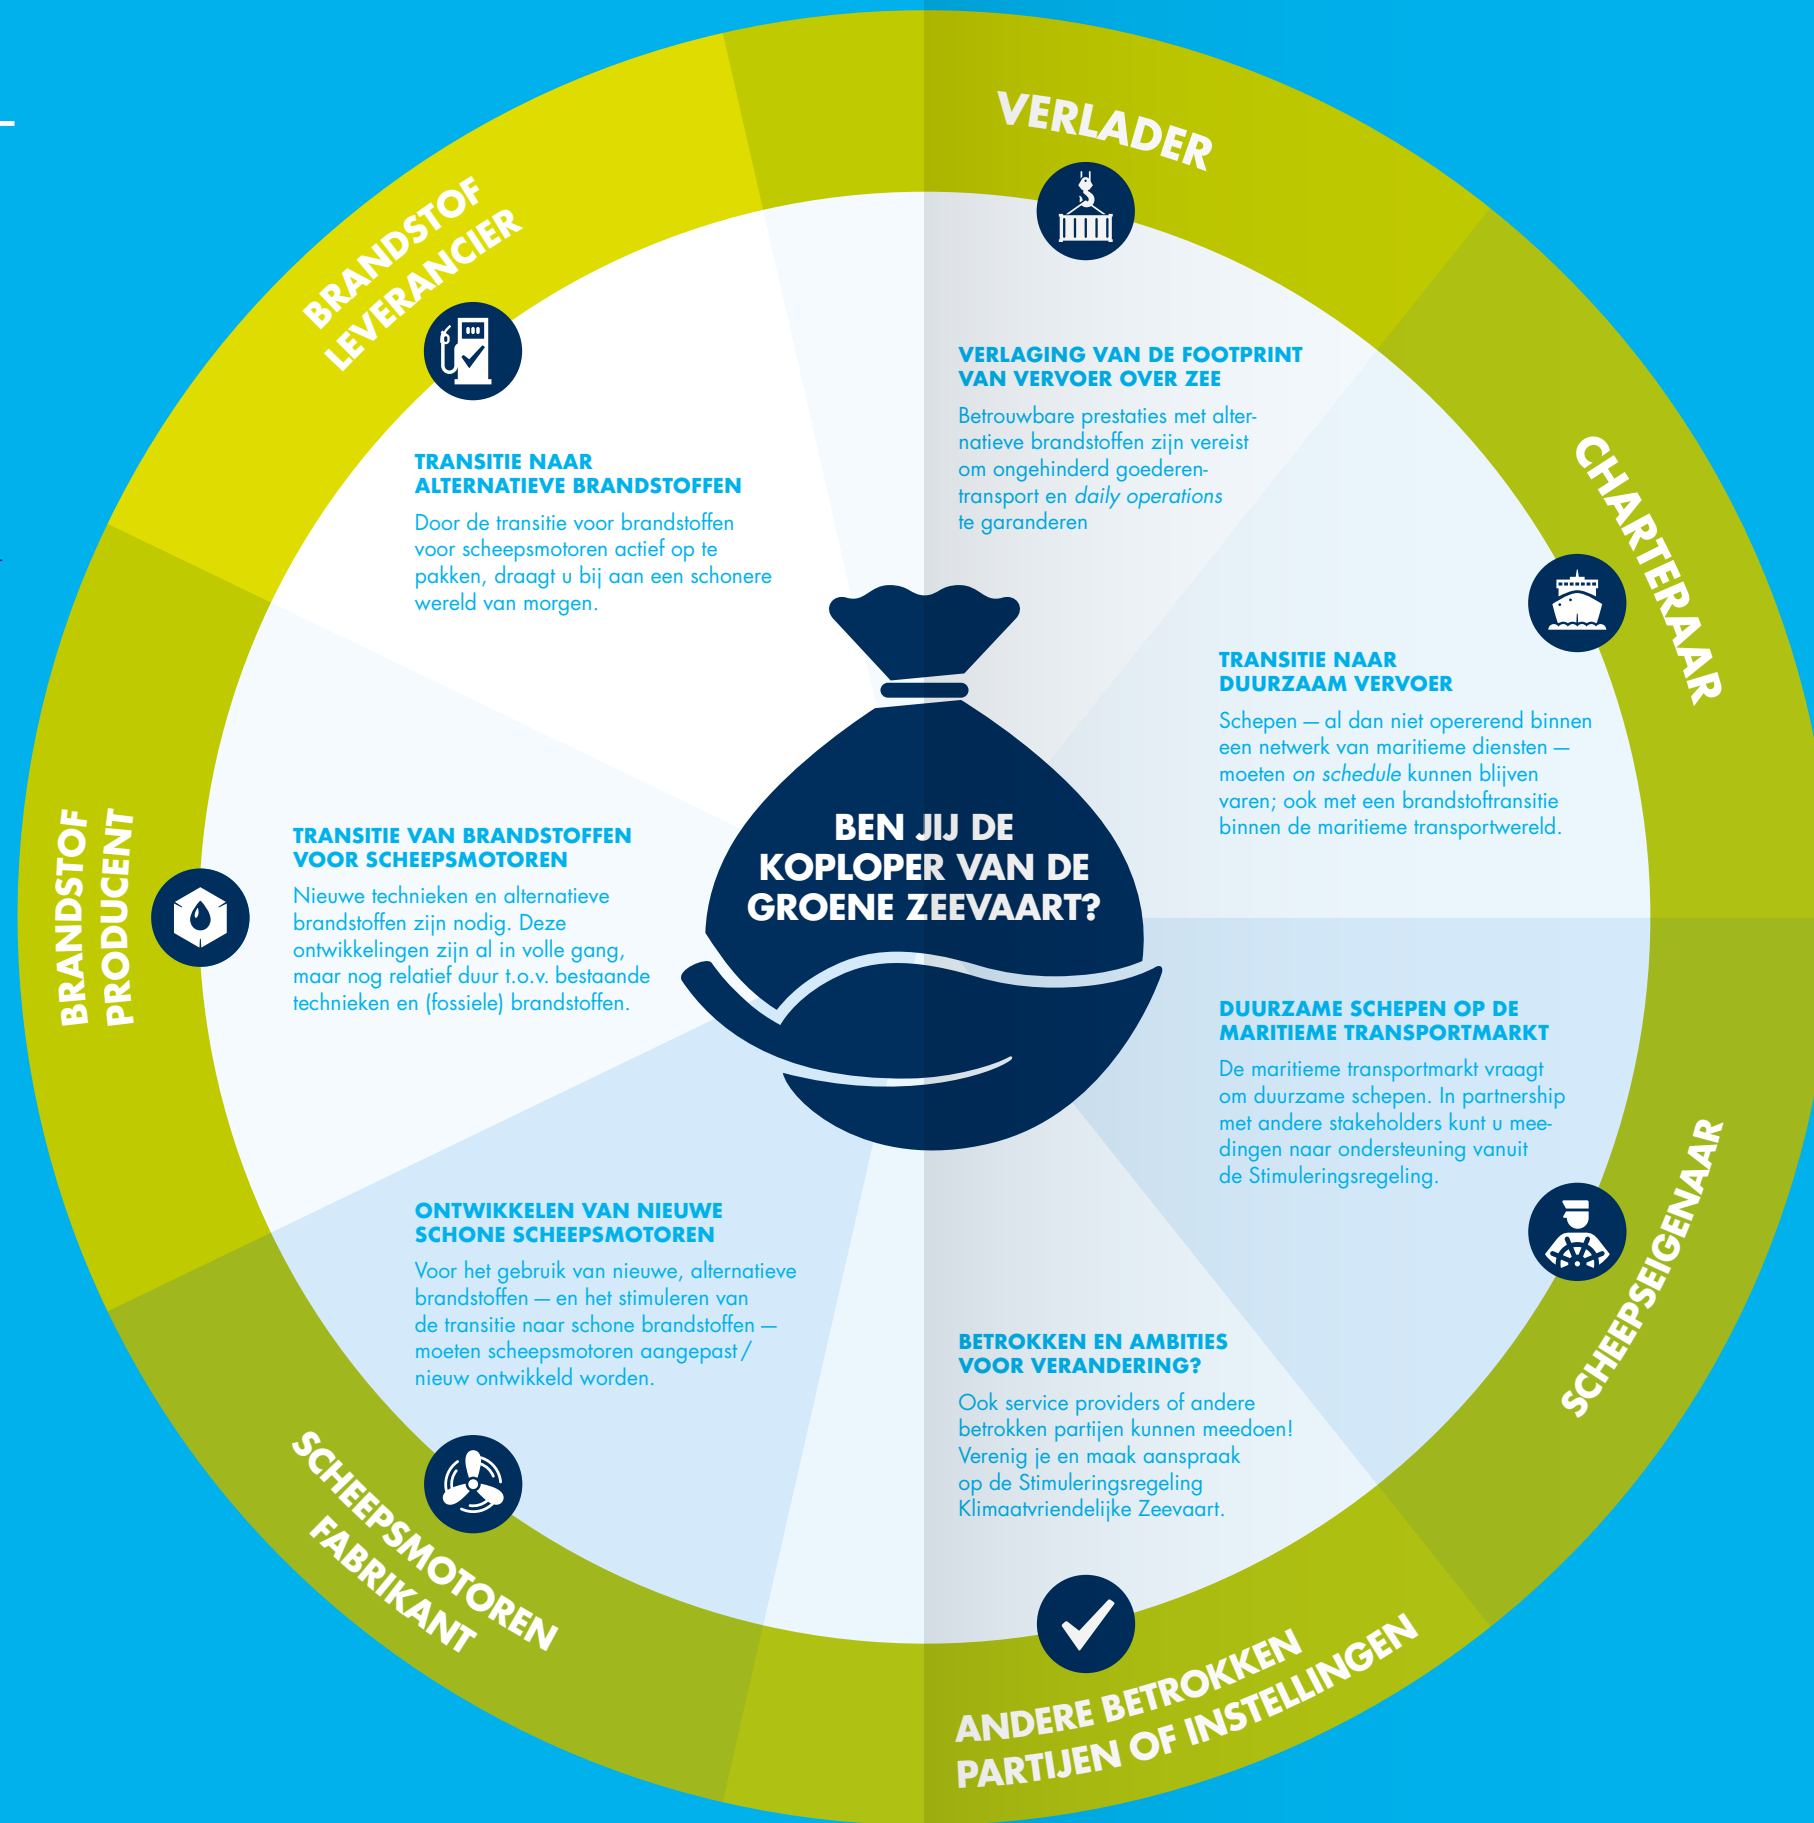 VERLADER
VERLAGING VAN DE FOOTPRINT
VAN VERVOER OVER ZEE
Betrouwbare prestaties met alter-
natieve brandstoffen zijn vereist
om ongehinderd goederen-
transport en daily operations
te garanderen
CHARTERAAR
TRANSITIE NAAR
DUURZAAM VERVOER
Schepen — al dan niet opererend binnen
een netwerk van maritieme diensten —
moeten on schedule kunnen blijven
varen; ook met een brandstoftransitie
binnen de maritieme transportwereld.
SCHEEPSEIGENAAR
DUURZAME SCHEPEN OP DE
MARITIEME TRANSPORTMARKT
De maritieme transportmarkt vraagt
om duurzame schepen. In partnership
met andere stakeholders kunt u mee-
dingen naar ondersteuning vanuit
de Stimuleringsregeling.
ANDERE BETROKKEN
PARTIJEN OF INSTELLINGEN
BETROKKEN EN AMBITIES
VOOR VERANDERING?
Ook service providers of andere
betrokken partijen kunnen meedoen!
Verenig je en maak aanspraak
op de Stimuleringsregeling
Klimaatvriendelijke Zeevaart.
SCHEEPSMOTOREN
FABRIKANT
ONTWIKKELEN VAN NIEUWE
SCHONE SCHEEPSMOTOREN
Voor het gebruik van nieuwe, alternatieve
brandstoffen — en het stimuleren van
de transitie naar schone brandstoffen —
moeten scheepsmotoren aangepast /
nieuw ontwikkeld worden.
BRANDSTOF
PRODUCENT
TRANSITIE VAN BRANDSTOFFEN
VOOR SCHEEPSMOTOREN
Nieuwe technieken en alternatieve
brandstoffen zijn nodig. Deze
ontwikkelingen zijn al in volle gang,
maar nog relatief duur t.o.v. bestaande
technieken en (fossiele) brandstoffen.
BRANDSTOF
LEVERANCIER
TRANSITIE NAAR
ALTERNATIEVE BRANDSTOFFEN
Door de transitie voor brandstoffen
voor scheepsmotoren actief op te
pakken, draagt u bij aan een schonere
wereld van morgen.
BEN JIJ DE
KOPLOPER VAN DE
GROENE ZEEVAART?